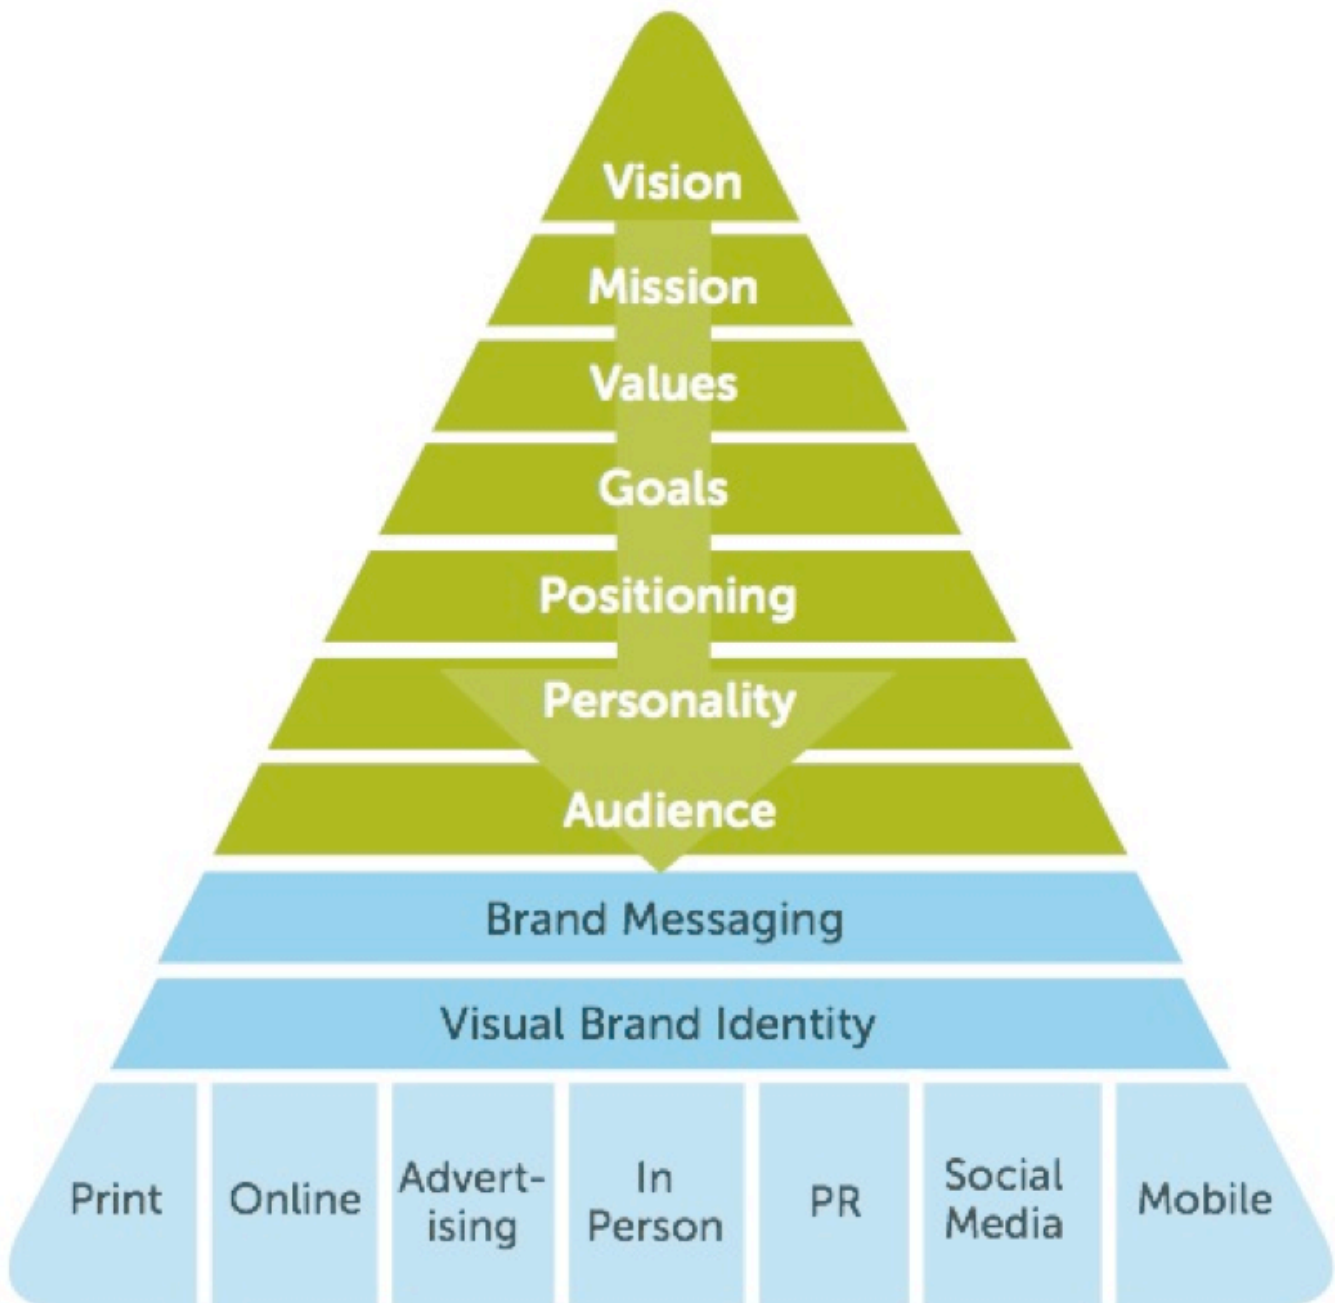 Vision
Mission
Values
Goals
Positioning
Personality
Audience
Brand Messaging
Visual Brand Identity
Print
Online
Advert-
ising
In
Person
PR
Social
Media
Mobile